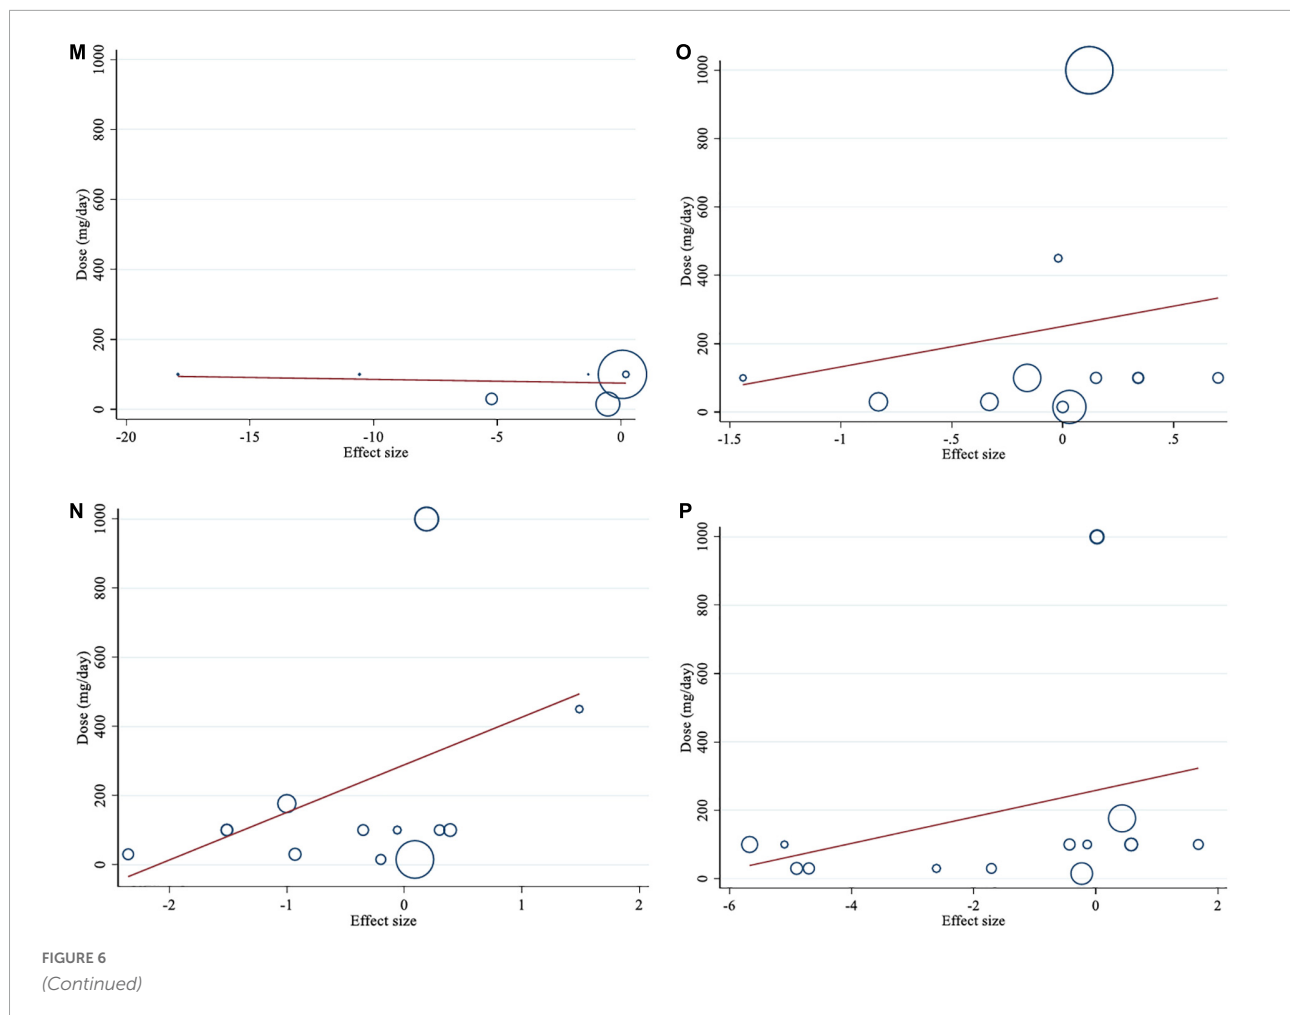 M
1000
800
600
400
200
0
Dose (mg/day)
-20 -15 -10 -5 0
Effect size
O
1000
800
600
400
200
0
Dose (mg/day)
-1.5 -1 -.5 0 .5
Effect size
N
1000
800
600
400
200
0
Dose (mg/day)
-2 -1 0 1 2
Effect size
P
1000
800
600
400
200
0
Dose (mg/day)
-6 -4 -2 0 2
Effect size
FIGURE 6
(Continued)